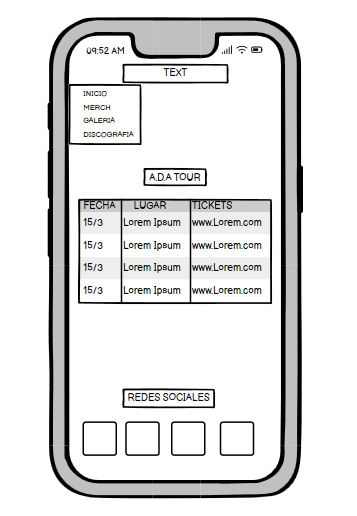 09:52 AM
TEXT
INICIO
MERCH
GALERIA
DISCOGRAFIA
A.D.A TOUR
FECHA LUGAR TICKETS
15/3 Lorem Ipsum www.Lorem.com
15/3 Lorem Ipsum www.Lorem.com
15/3 Lorem Ipsum www.Lorem.com
15/3 Lorem Ipsum www.Lorem.com
REDES SOCIALES